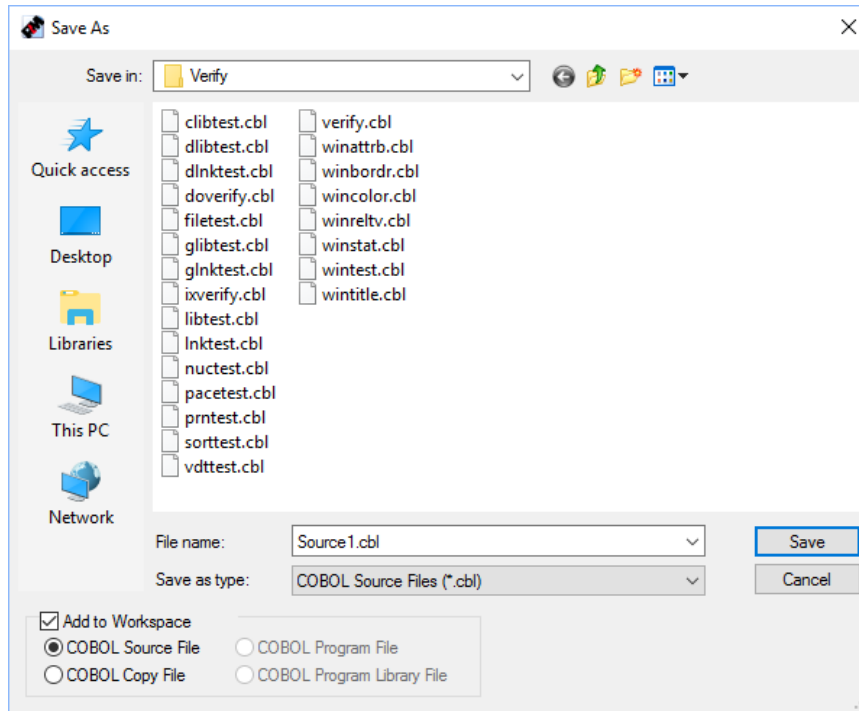 Save As
Save in: Verify
Quick access
Desktop
Libraries
This PC
Network
clibtest.cbl
dlibtest.cbl
dlnktest.cbl
doverify.cbl
filetest.cbl
glibtest.cbl
glnktest.cbl
ixverify.cbl
libtest.cbl
lnktest.cbl
nuctest.cbl
pacetest.cbl
prntest.cbl
sorttest.cbl
vdttest.cbl
verify.cbl
winattrb.cbl
winbordr.cbl
wincolor.cbl
winreltv.cbl
winstat.cbl
wintest.cbl
wintitle.cbl
File name: Source1.cbl Save
Save as type: COBOL Source Files (*.cbl) Cancel
Add to Workspace
COBOL Source File COBOL Program File
COBOL Copy File COBOL Program Library File